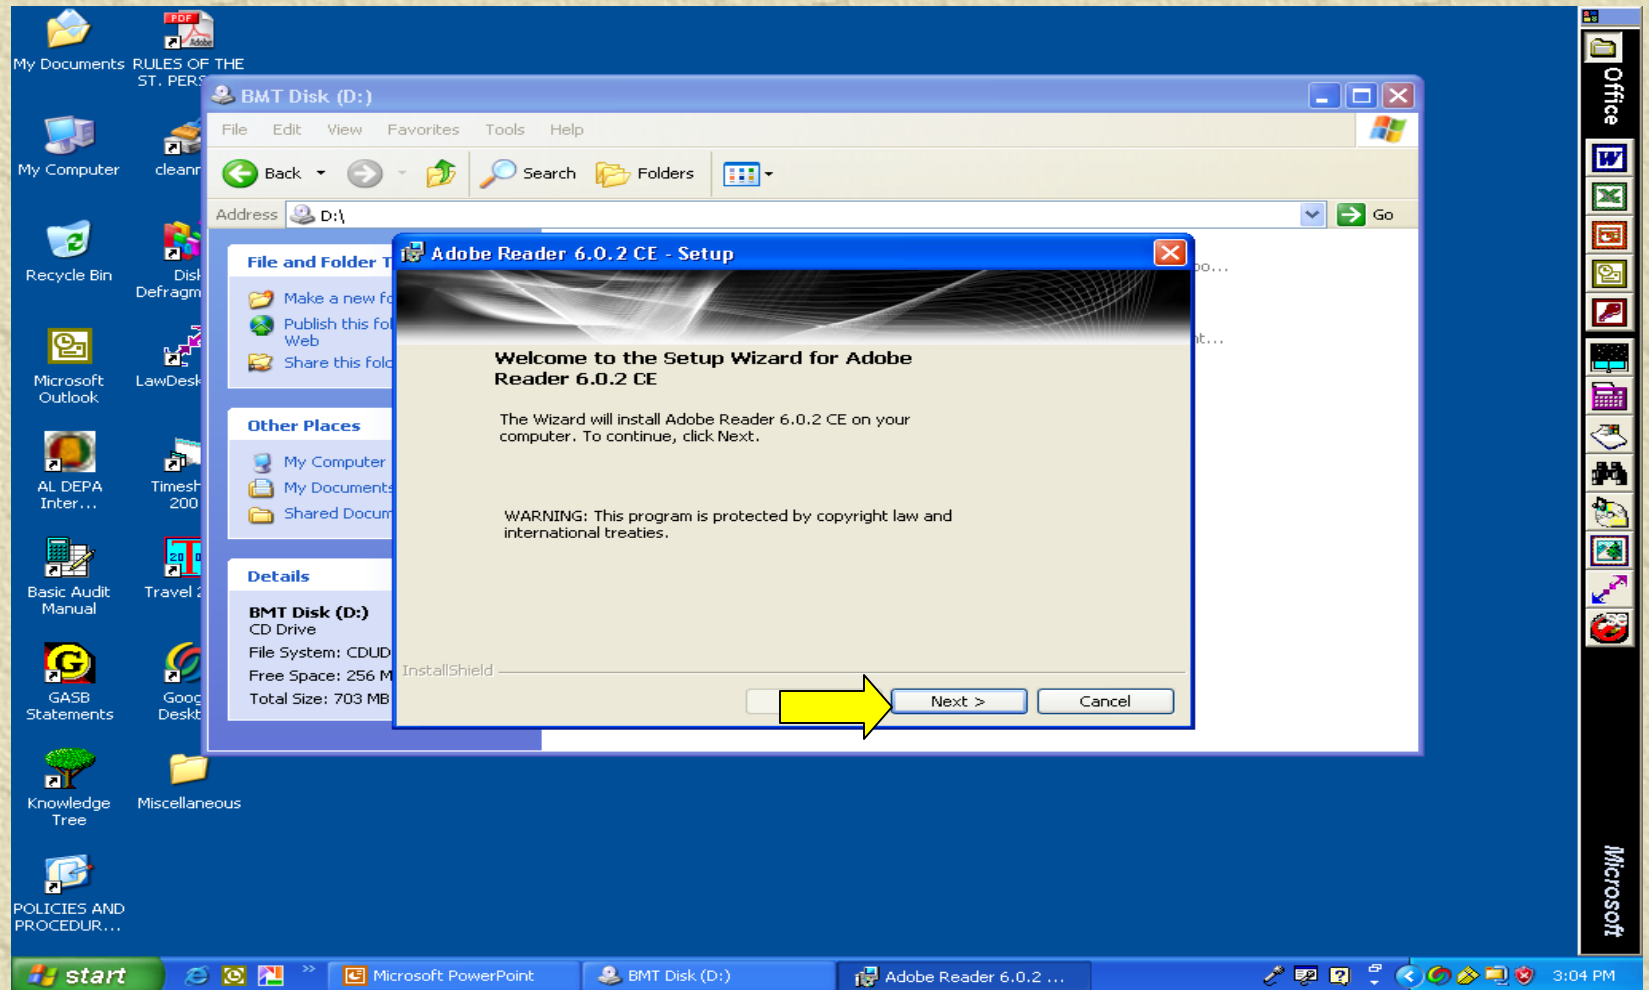 My Documents
RULES OF THE
ST. PERS
My Computer
cleanr
Recycle Bin
Disk
Defragm
Microsoft
Outlook
LawDesk
AL DEPA
Inter...
Timesh
200
Basic Audit
Manual
Travel 2
GASB
Statements
Goog
Deskt
Knowledge
Tree
Miscellaneous
POLICIES AND
PROCEDUR...
BMT Disk (D:)
File Edit View Favorites Tools Help
Back Search Folders
Address D:\ Go
File and Folder T
Make a new fo
Publish this fol
Web
Share this fold
Other Places
My Computer
My Documents
Shared Docum
Details
BMT Disk (D:)
CD Drive
File System: CDUD
Free Space: 256 M
Total Size: 703 MB
Adobe Reader 6.0.2 CE - Setup
Welcome to the Setup Wizard for Adobe
Reader 6.0.2 CE
The Wizard will install Adobe Reader 6.0.2 CE on your
computer. To continue, click Next.
WARNING: This program is protected by copyright law and
international treaties.
InstallShield
Next > Cancel
Office
Microsoft
start
Microsoft PowerPoint
BMT Disk (D:)
Adobe Reader 6.0.2 ...
3:04 PM